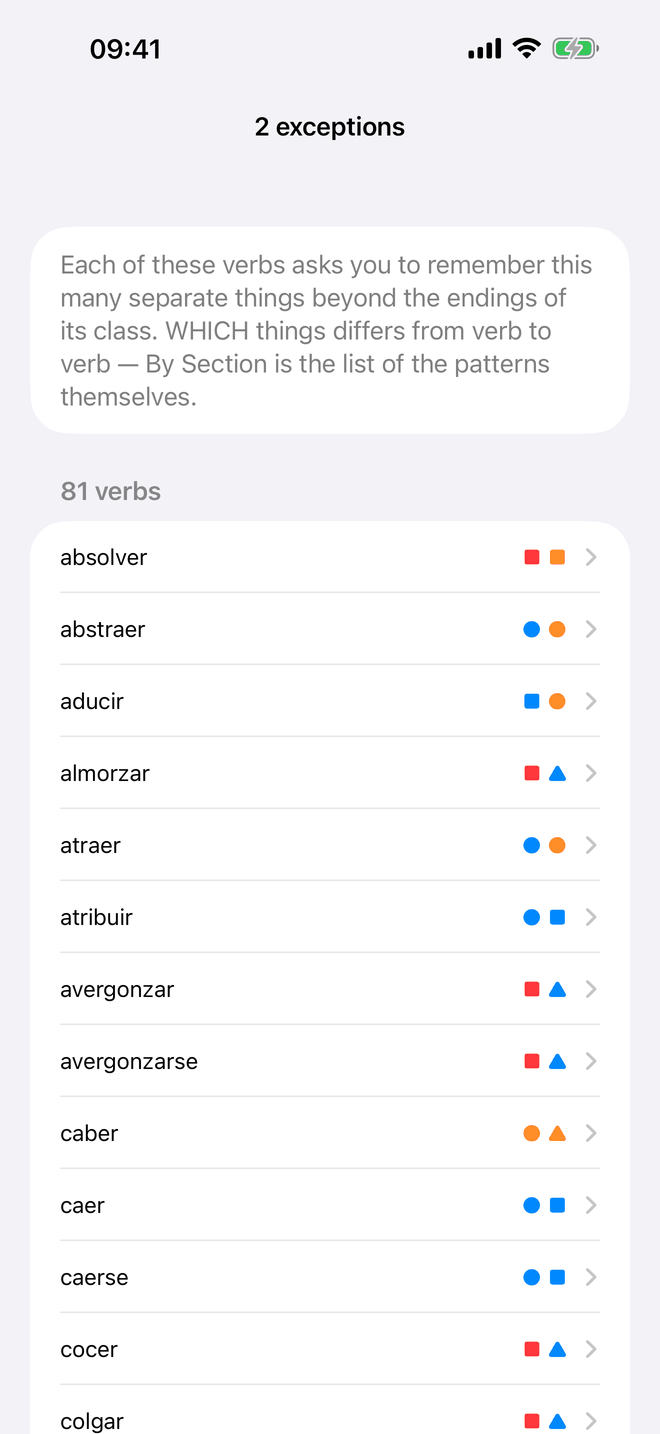 09:41
2 exceptions
Each of these verbs asks you to remember this
many separate things beyond the endings of
its class. WHICH things differs from verb to
verb — By Section is the list of the patterns
themselves.
81 verbs
absolver
abstraer
aducir
almorzar
atraer
atribuir
avergonzar
avergonzarse
caber
caer
caerse
cocer
colgar